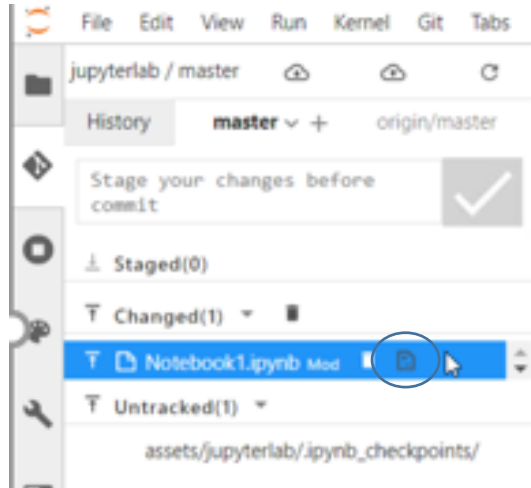 File Edit View Run Kernel Git Tabs
jupyterlab / master
History master + origin/master
Stage your changes before
commit
Staged(0)
Changed(1)
Notebook1.ipynb Mod
Untracked(1)
assets/jupyterlab/.ipynb_checkpoints/